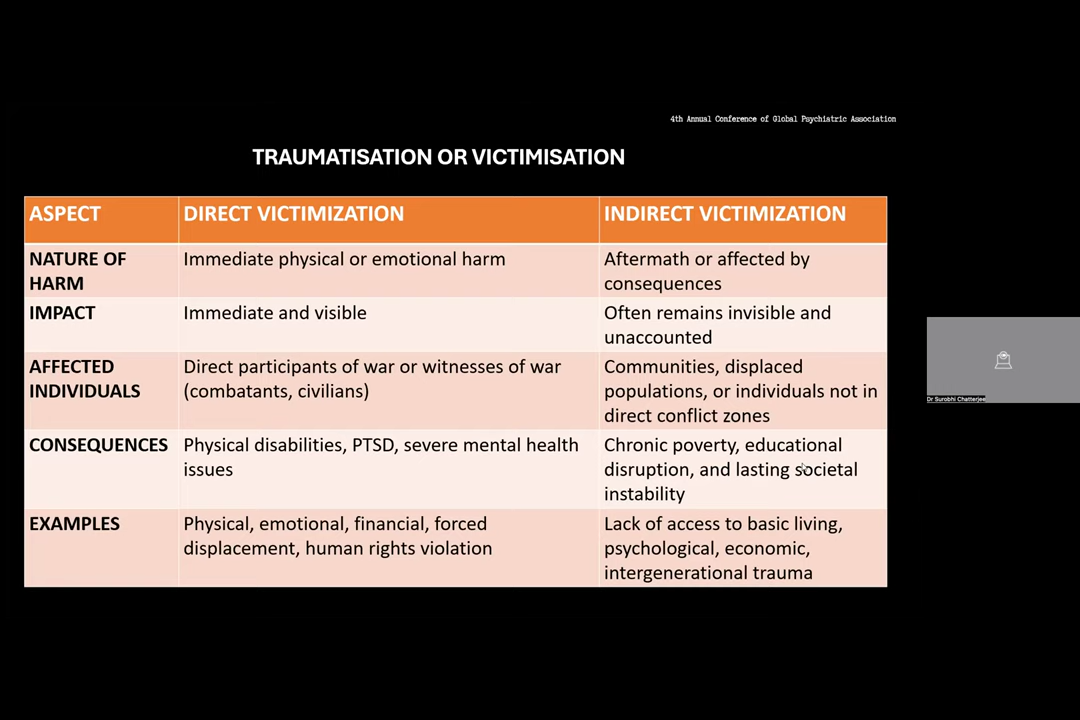 4th Annual Conference of Global Psychiatric Association
TRAUMATISATION OR VICTIMISATION
ASPECT
DIRECT VICTIMIZATION
INDIRECT VICTIMIZATION
NATURE OF
HARM
Immediate physical or emotional harm
Aftermath or affected by
consequences
IMPACT
Immediate and visible
Often remains invisible and
unaccounted
AFFECTED
INDIVIDUALS
Direct participants of war or witnesses of war
(combatants, civilians)
Communities, displaced
populations, or individuals not in
direct conflict zones
CONSEQUENCES
Physical disabilities, PTSD, severe mental health
issues
Chronic poverty, educational
disruption, and lasting societal
instability
EXAMPLES
Physical, emotional, financial, forced
displacement, human rights violation
Lack of access to basic living,
psychological, economic,
intergenerational trauma
Dr Surobhi Chatterjee